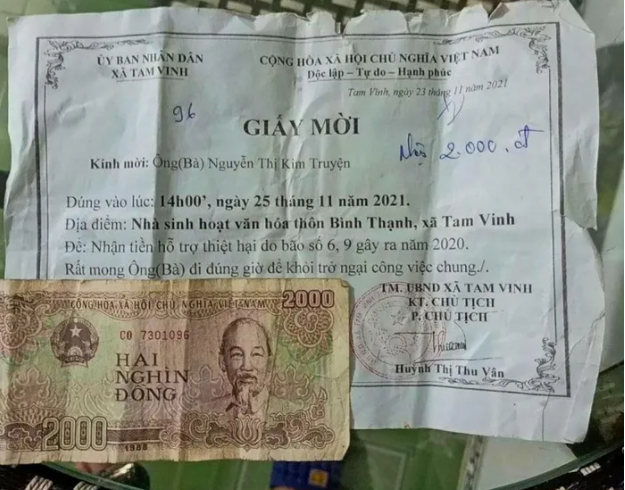 ỦY BAN NHÂN DÂN
XÃ TAM VINH
CỘNG HÒA XÃ HỘI CHỦ NGHĨA VIỆT NAM
Độc lập – Tự do – Hạnh phúc
Tam Vinh, ngày 23 tháng 11 năm 2021
96
GIẤY MỜI
2.000.đ
Kính mời: Ông(Bà) Nguyễn Thị Kim Truyện
Đúng vào lúc: 14h00’, ngày 25 tháng 11 năm 2021.
Địa điểm: Nhà sinh hoạt văn hóa thôn Bình Thạnh, xã Tam Vinh
Đề: Nhận tiền hỗ trợ thiệt hại do bão số 6, 9 gây ra năm 2020.
Rất mong Ông(Bà) đi đúng giờ để khỏi trở ngại công việc chung./.
TM. UBND XÃ TAM VINH
KT. CHỦ TỊCH
P. CHỦ TỊCH
Huỳnh Thị Thu Vân
CỘNG HÒA XÃ HỘI CHỦ NGHĨA VIỆT NAM
2000
CO 7301096
HAI
NGHÌN
ĐỒNG
2000
1988